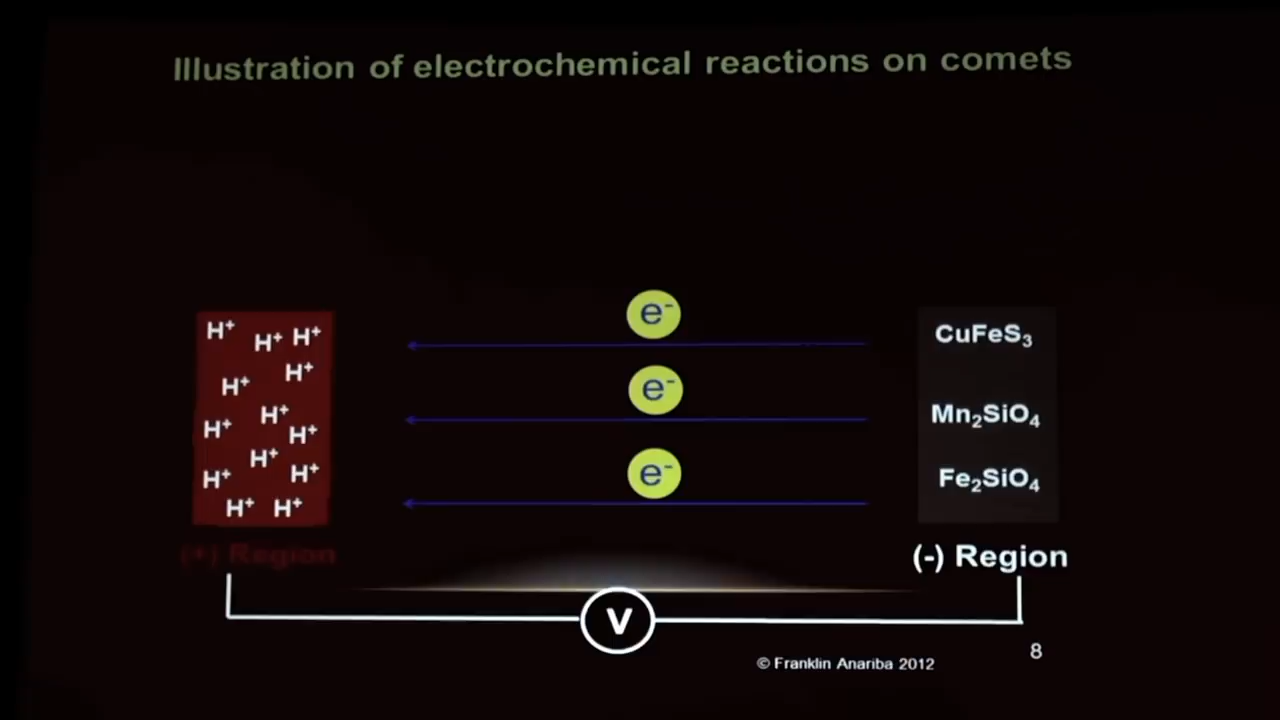 Illustration of electrochemical reactions on comets
H⁺ H⁺ H⁺
H⁺ H⁺
H⁺ H⁺ H⁺
H⁺ H⁺ H⁺
H⁺ H⁺
(+) Region
e⁻
e⁻
e⁻
CuFeS₃
Mn₂SiO₄
Fe₂SiO₄
(-) Region
V
© Franklin Anariba 2012
8